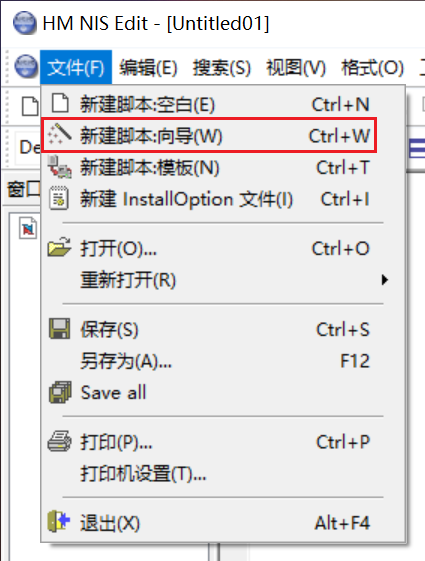 HM NIS Edit - [Untitled01]
文件(F) 编辑(E) 搜索(S) 视图(V) 格式(O)
新建脚本:空白(E) Ctrl+N
新建脚本:向导(W) Ctrl+W
De
新建脚本:模板(N) Ctrl+T
窗口
新建 InstallOption 文件(I) Ctrl+I
打开(O)... Ctrl+O
重新打开(R)
保存(S) Ctrl+S
另存为(A)... F12
Save all
打印(P)... Ctrl+P
打印机设置(T)...
退出(X) Alt+F4